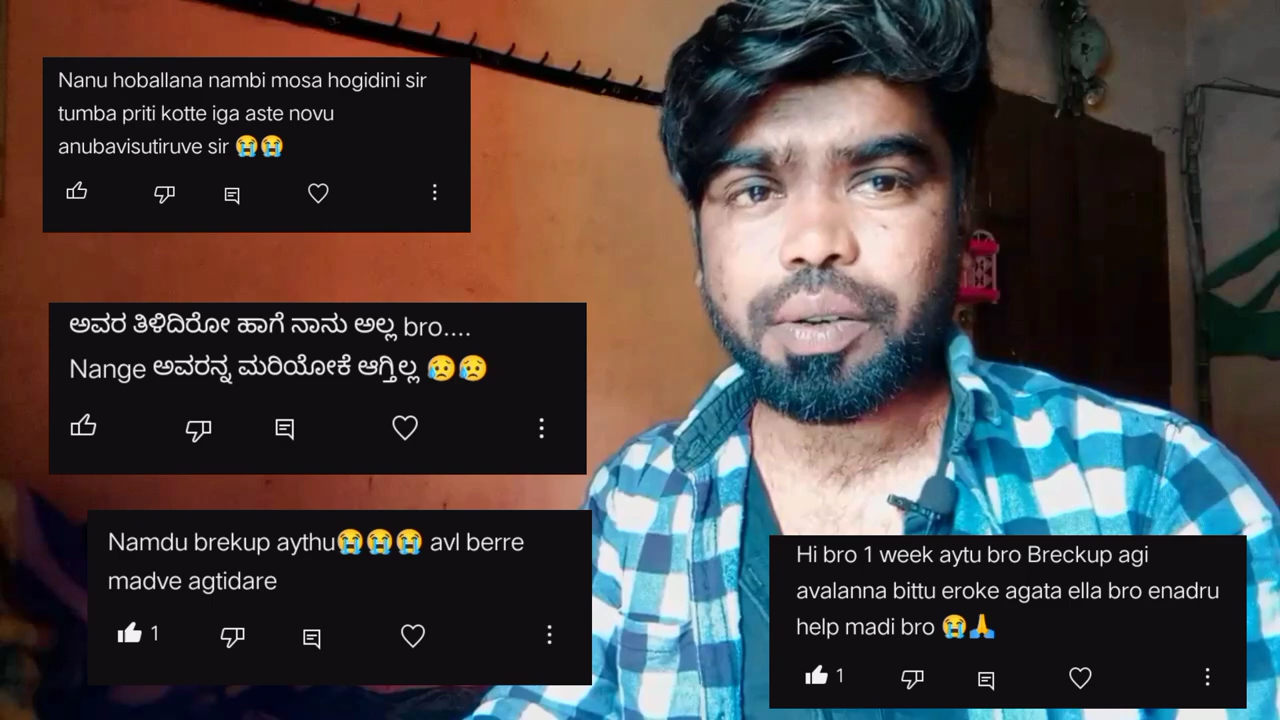 Nanu hoballana nambi mosa hogidini sir
tumba priti kotte iga aste novu
anubavisutiruve sir 😭😭
ಅವರ ತಿಳಿದಿರೋ ಹಾಗೆ ನಾನು ಅಲ್ಲ bro....
Nange ಅವರನ್ನ ಮರಿಯೋಕೆ ಆಗ್ತಿಲ್ಲ 😥😥
Namdu brekup aythu😭😭😭 avl berre
madve agtidare
1
Hi bro 1 week aytu bro Breckup agi
avalanna bittu eroke agata ella bro enadru
help madi bro 😭🙏
1